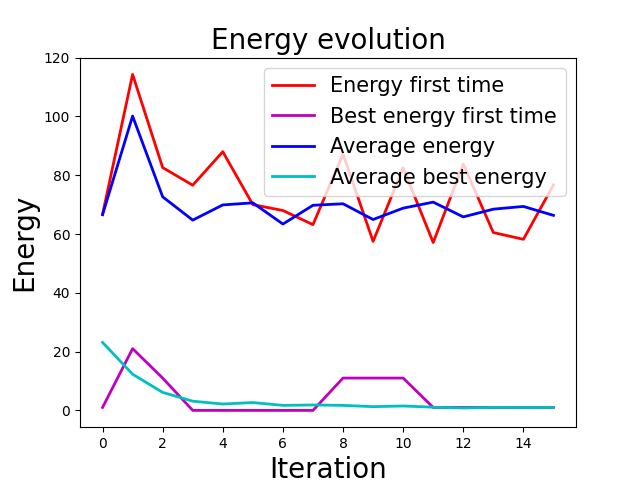 Energy evolution
120
100
80
60
40
20
0
Energy
Energy first time
Best energy first time
Average energy
Average best energy
0 2 4 6 8 10 12 14
Iteration